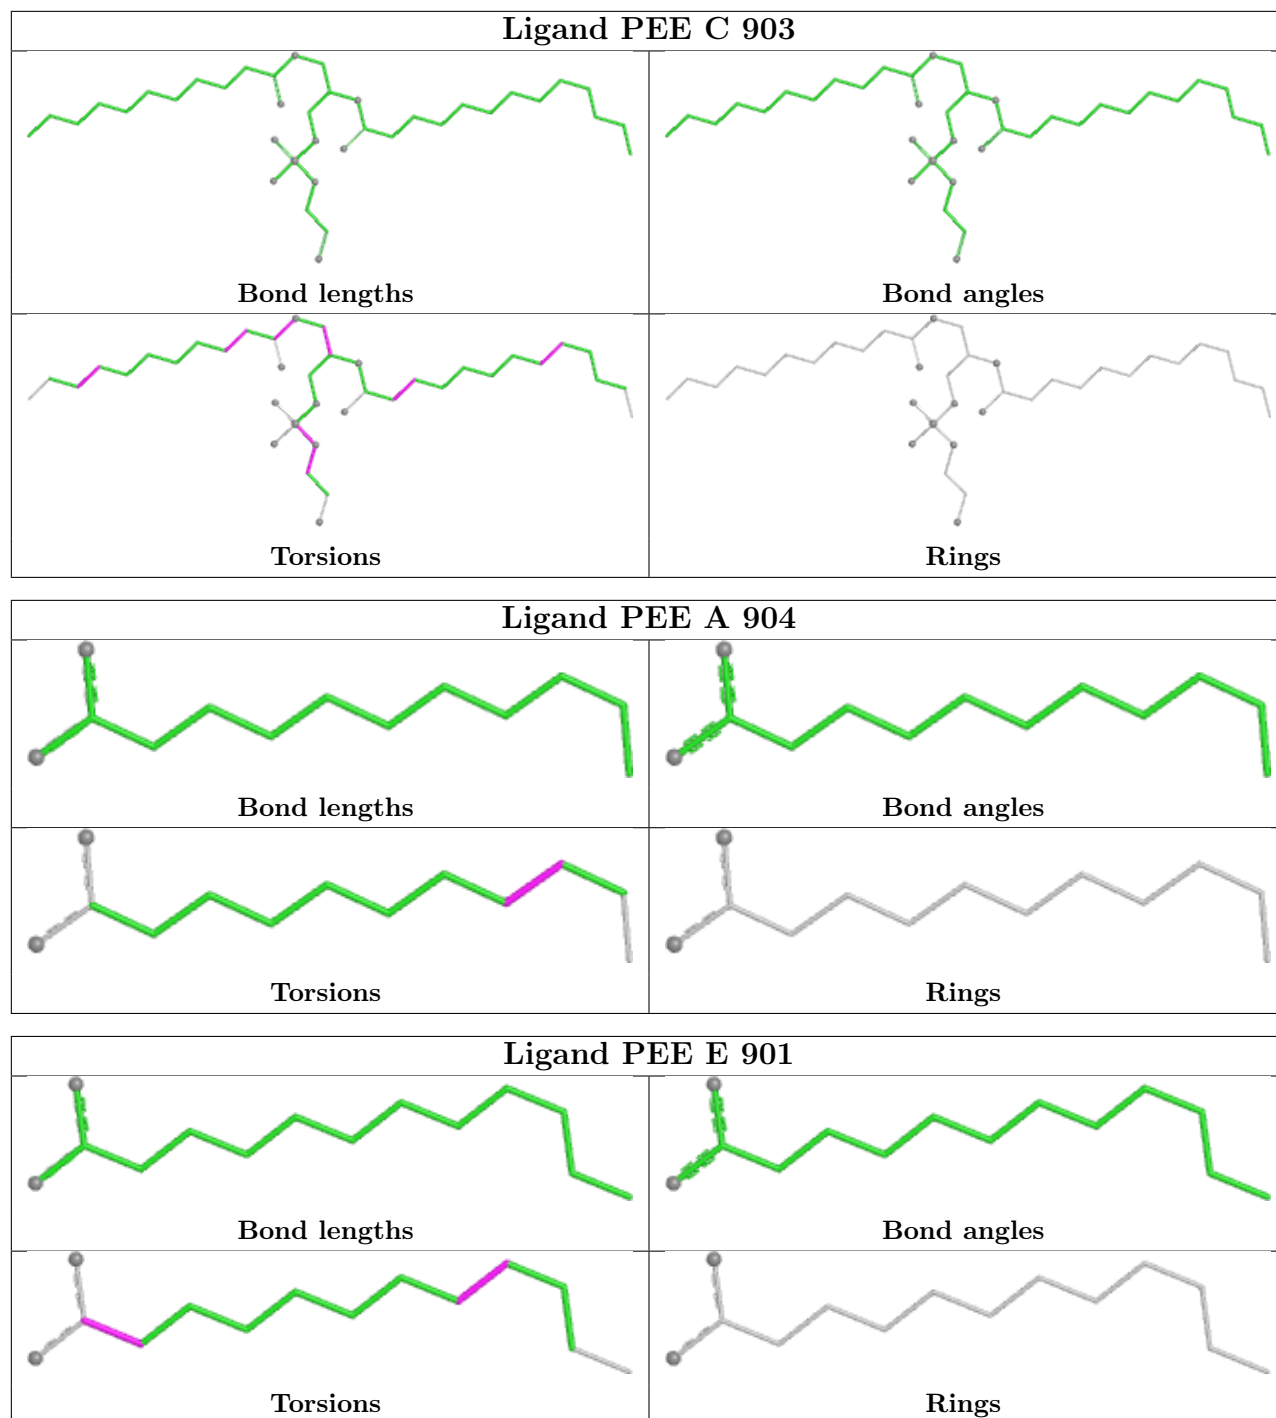 Ligand PEE C 903
Bond lengths
Bond angles
Torsions
Rings
Ligand PEE A 904
Bond lengths
Bond angles
Torsions
Rings
Ligand PEE E 901
Bond lengths
Bond angles
Torsions
Rings